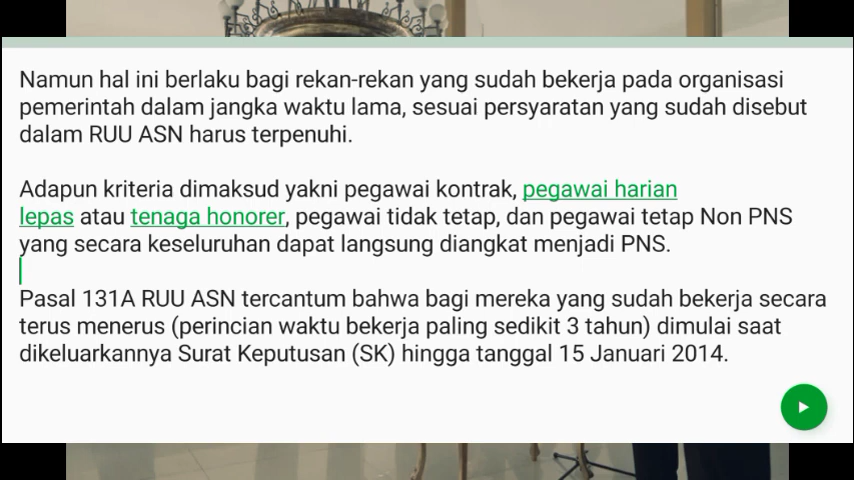 Namun hal ini berlaku bagi rekan-rekan yang sudah bekerja pada organisasi
pemerintah dalam jangka waktu lama, sesuai persyaratan yang sudah disebut
dalam RUU ASN harus terpenuhi.
Adapun kriteria dimaksud yakni pegawai kontrak, pegawai harian
lepas atau tenaga honorer, pegawai tidak tetap, dan pegawai tetap Non PNS
yang secara keseluruhan dapat langsung diangkat menjadi PNS.
Pasal 131A RUU ASN tercantum bahwa bagi mereka yang sudah bekerja secara
terus menerus (perincian waktu bekerja paling sedikit 3 tahun) dimulai saat
dikeluarkannya Surat Keputusan (SK) hingga tanggal 15 Januari 2014.